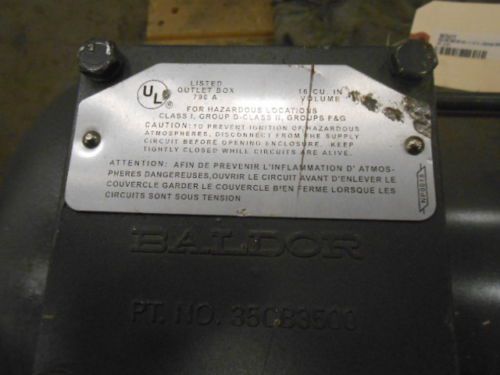 UL
LISTED
OUTLET BOX
796 A
16 CU. IN.
VOLUME
FOR HAZARDOUS LOCATIONS
CLASS I, GROUP D-CLASS II, GROUPS F&G
CAUTION: TO PREVENT IGNITION OF HAZARDOUS
ATMOSPHERES, DISCONNECT FROM THE SUPPLY
CIRCUIT BEFORE OPENING ENCLOSURE. KEEP
TIGHTLY CLOSED WHILE CIRCUITS ARE ALIVE.
ATTENTION: AFIN DE PREVENIR L'INFLAMMATION D' ATMOS-
PHERES DANGEREUSES,OUVRIR LE CIRCUIT AVANT D'ENLEVER LE
COUVERCLE GARDER LE COUVERCLE B'EN FERME LORSQUE LES
CIRCUITS SONT SOUS TENSION
BALDOR
PT. NO. 35CB3500